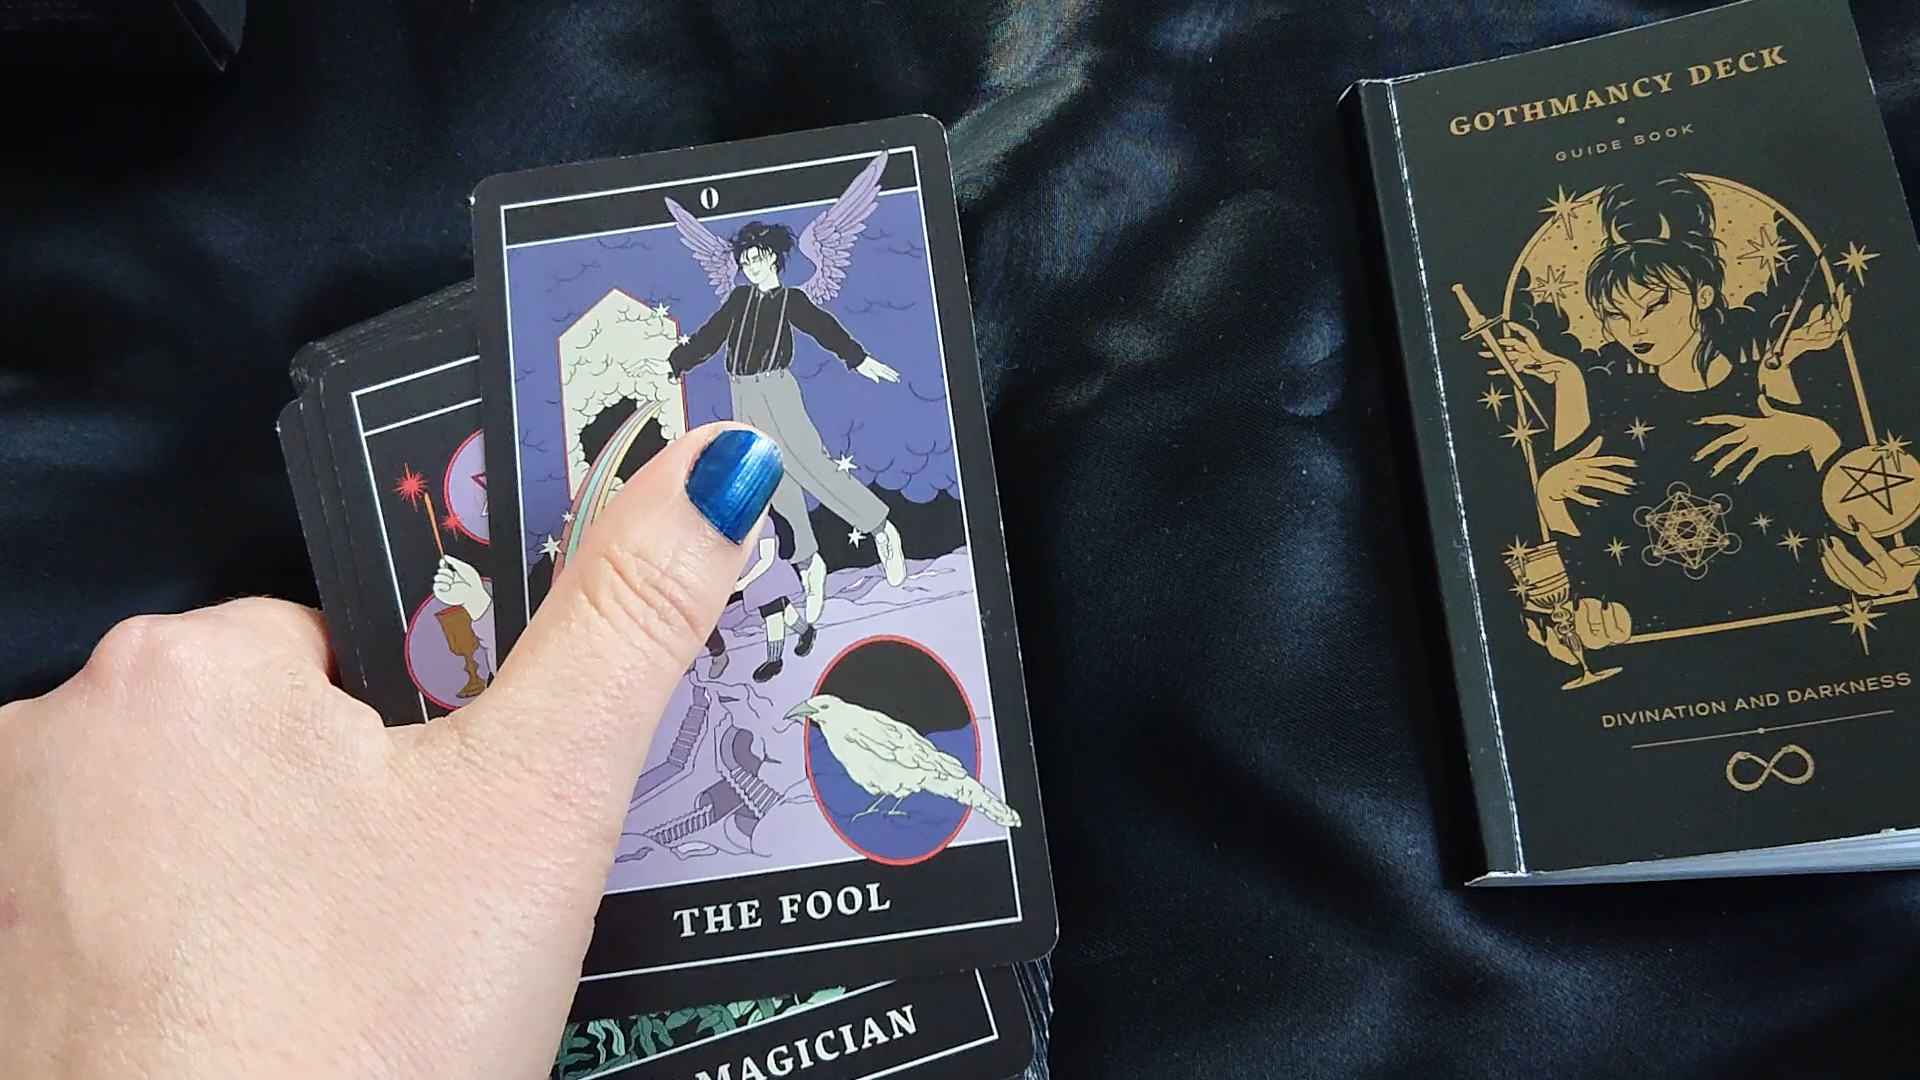 0
THE FOOL
MAGICIAN
GOTHMANCY DECK
GUIDE BOOK
DIVINATION AND DARKNESS